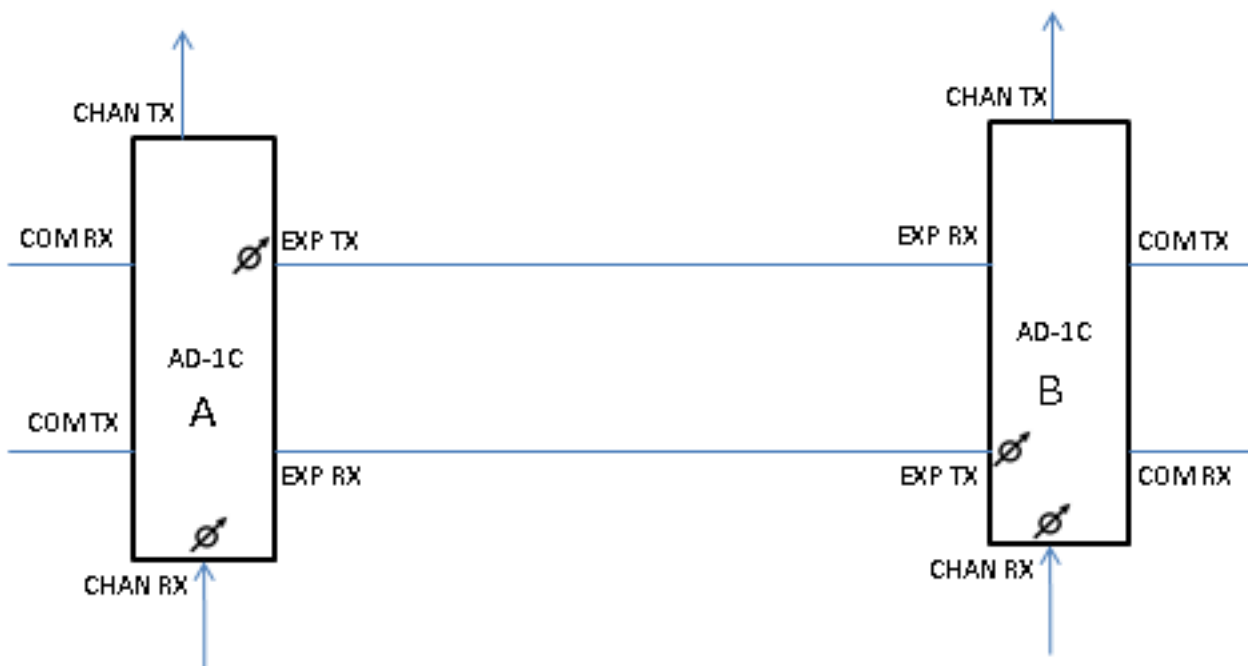 CHAN TX
CHAN TX
COM RX
EXP TX
EXP RX
COM TX
AD-1C
A
AD-1C
B
COM TX
EXP RX
EXP TX
COM RX
CHAN RX
CHAN RX